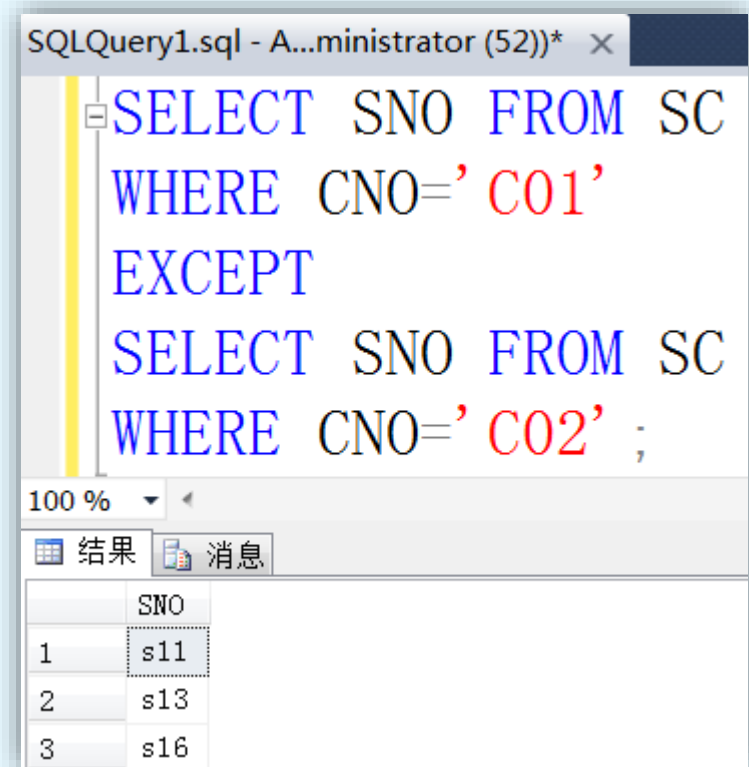 SQLQuery1.sql - A...ministrator (52))* ×
SELECT SNO FROM SC
WHERE CNO='C01'
EXCEPT
SELECT SNO FROM SC
WHERE CNO='C02';
100 %
结果 消息
SNO
1 s11
2 s13
3 s16